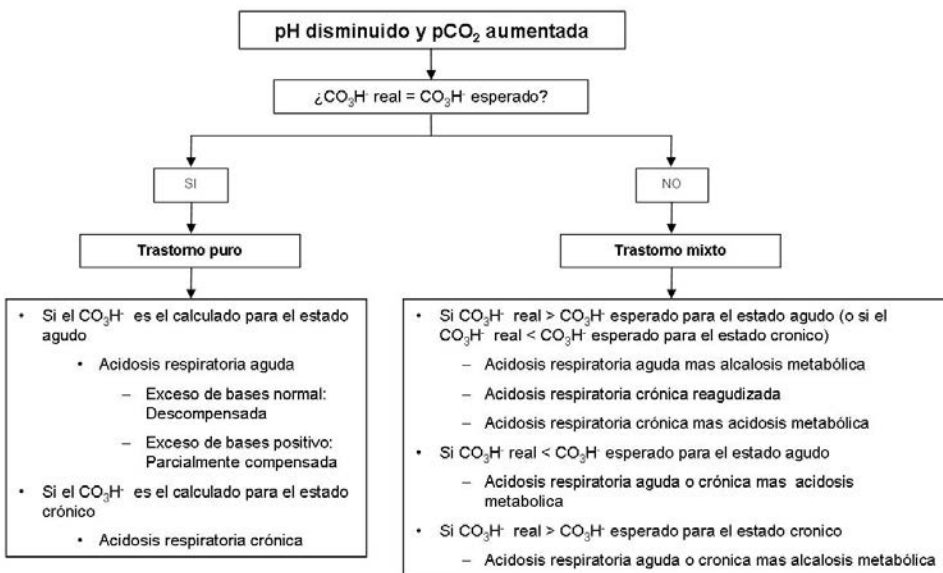 pH disminuido y pCO₂ aumentada
¿CO₃H⁻ real = CO₃H⁻ esperado?
SI
NO
Trastorno puro
Trastorno mixto
• Si el CO₃H⁻ es el calculado para el estado
agudo
• Acidosis respiratoria aguda
– Exceso de bases normal:
Descompensada
– Exceso de bases positivo:
Parcialmente compensada
• Si el CO₃H⁻ es el calculado para el estado
crónico
• Acidosis respiratoria crónica
• Si CO₃H⁻ real > CO₃H⁻ esperado para el estado agudo (o si el
CO₃H⁻ real < CO₃H⁻ esperado para el estado cronico)
– Acidosis respiratoria aguda mas alcalosis metabólica
– Acidosis respiratoria crónica reagudizada
– Acidosis respiratoria crónica mas acidosis metabólica
• Si CO₃H⁻ real < CO₃H⁻ esperado para el estado agudo
– Acidosis respiratoria aguda o crónica mas acidosis
metabolica
• Si CO₃H⁻ real > CO₃H⁻ esperado para el estado cronico
– Acidosis respiratoria aguda o cronica mas alcalosis metabólica